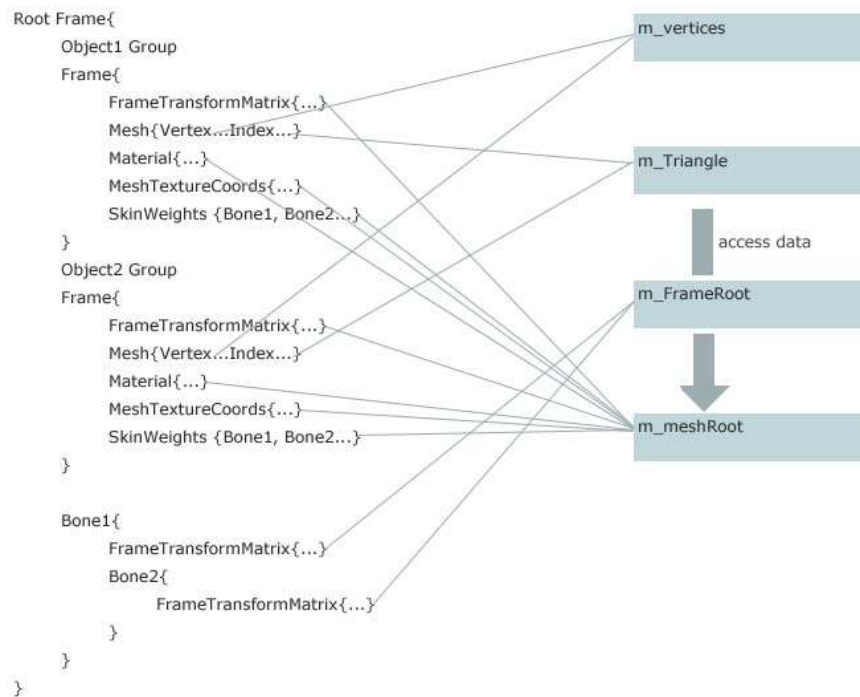 Root Frame{
Object1 Group
Frame{
FrameTransformMatrix{...}
Mesh{Vertex...Index...}
Material{...}
MeshTextureCoords{...}
SkinWeights {Bone1, Bone2...}
}
Object2 Group
Frame{
FrameTransformMatrix{...}
Mesh{Vertex...Index...}
Material{...}
MeshTextureCoords{...}
SkinWeights {Bone1, Bone2...}
}
Bone1{
FrameTransformMatrix{...}
Bone2{
FrameTransformMatrix{...}
}
}
}
m_vertices
m_Triangle
access data
m_FrameRoot
m_meshRoot